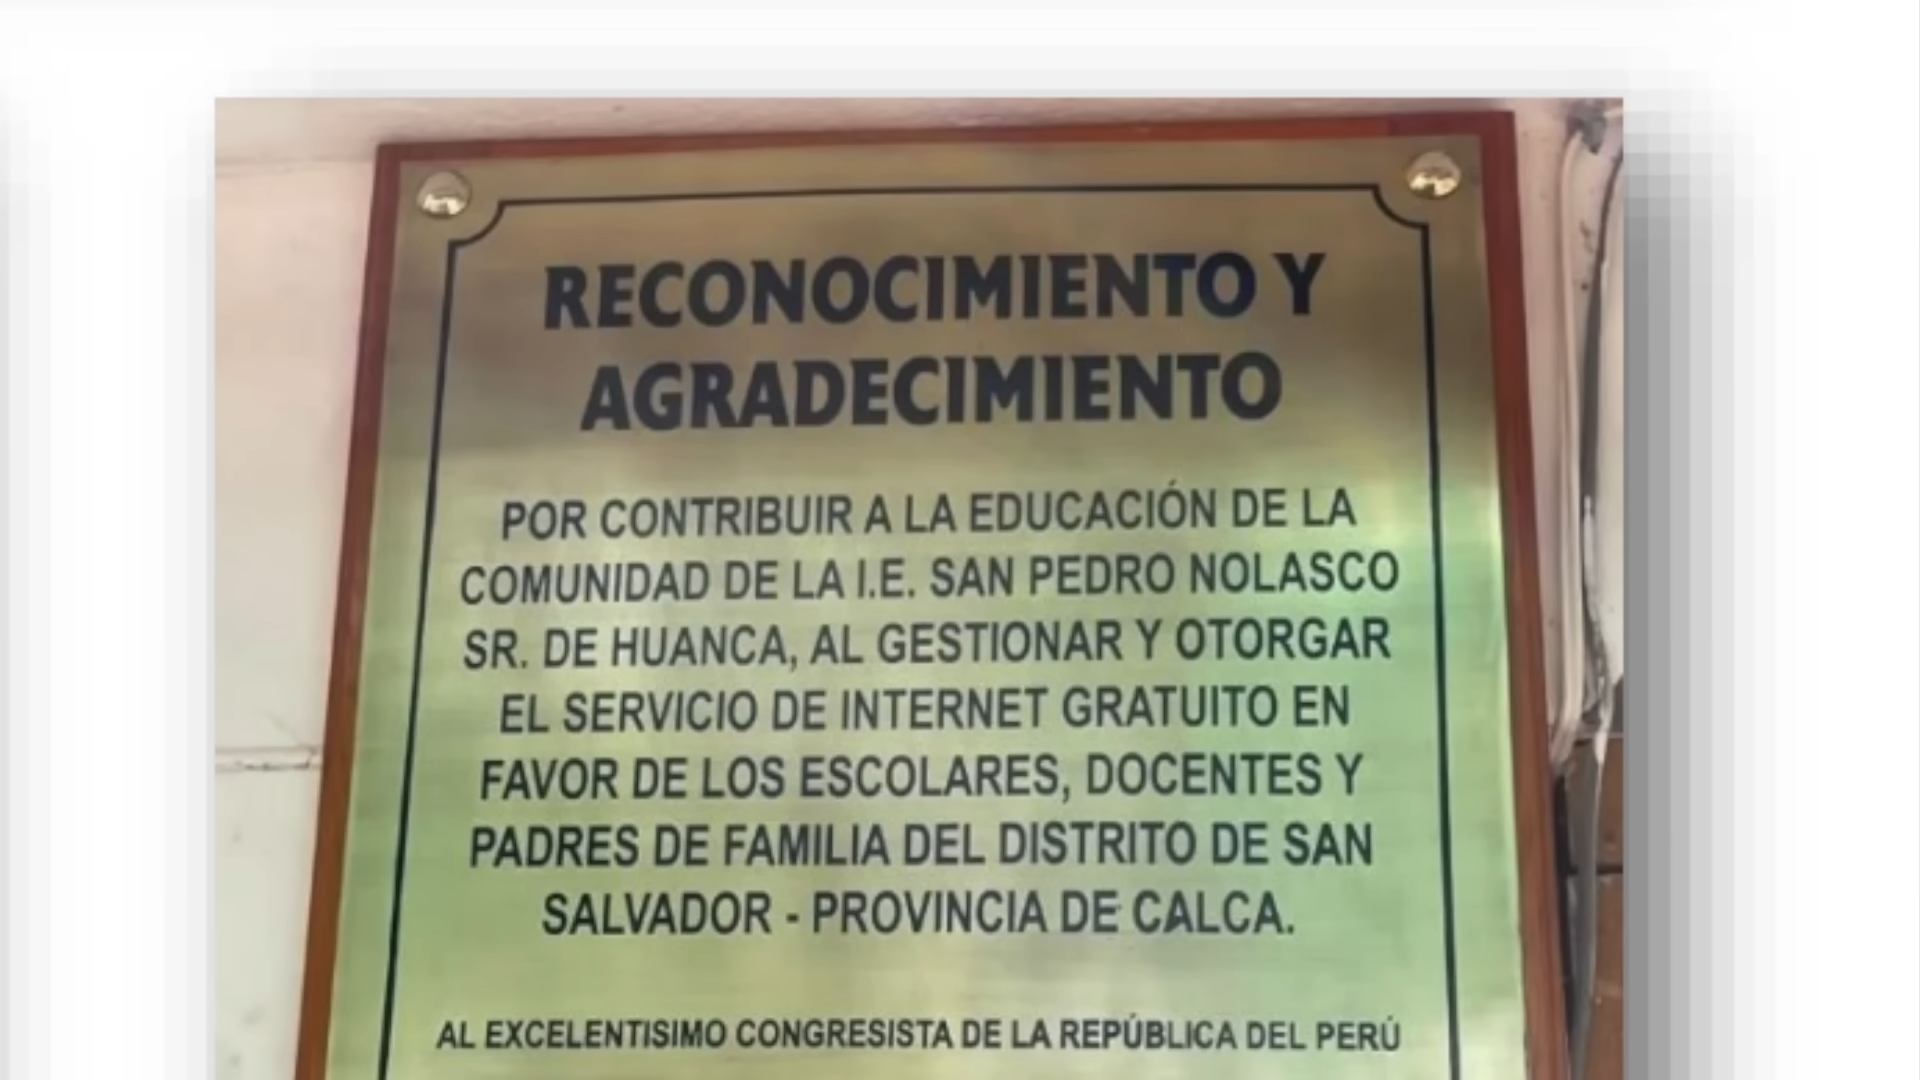 RECONOCIMIENTO Y
AGRADECIMIENTO
POR CONTRIBUIR A LA EDUCACIÓN DE LA
COMUNIDAD DE LA I.E. SAN PEDRO NOLASCO
SR. DE HUANCA, AL GESTIONAR Y OTORGAR
EL SERVICIO DE INTERNET GRATUITO EN
FAVOR DE LOS ESCOLARES, DOCENTES Y
PADRES DE FAMILIA DEL DISTRITO DE SAN
SALVADOR - PROVINCIA DE CALCA.
AL EXCELENTISIMO CONGRESISTA DE LA REPÚBLICA DEL PERÚ